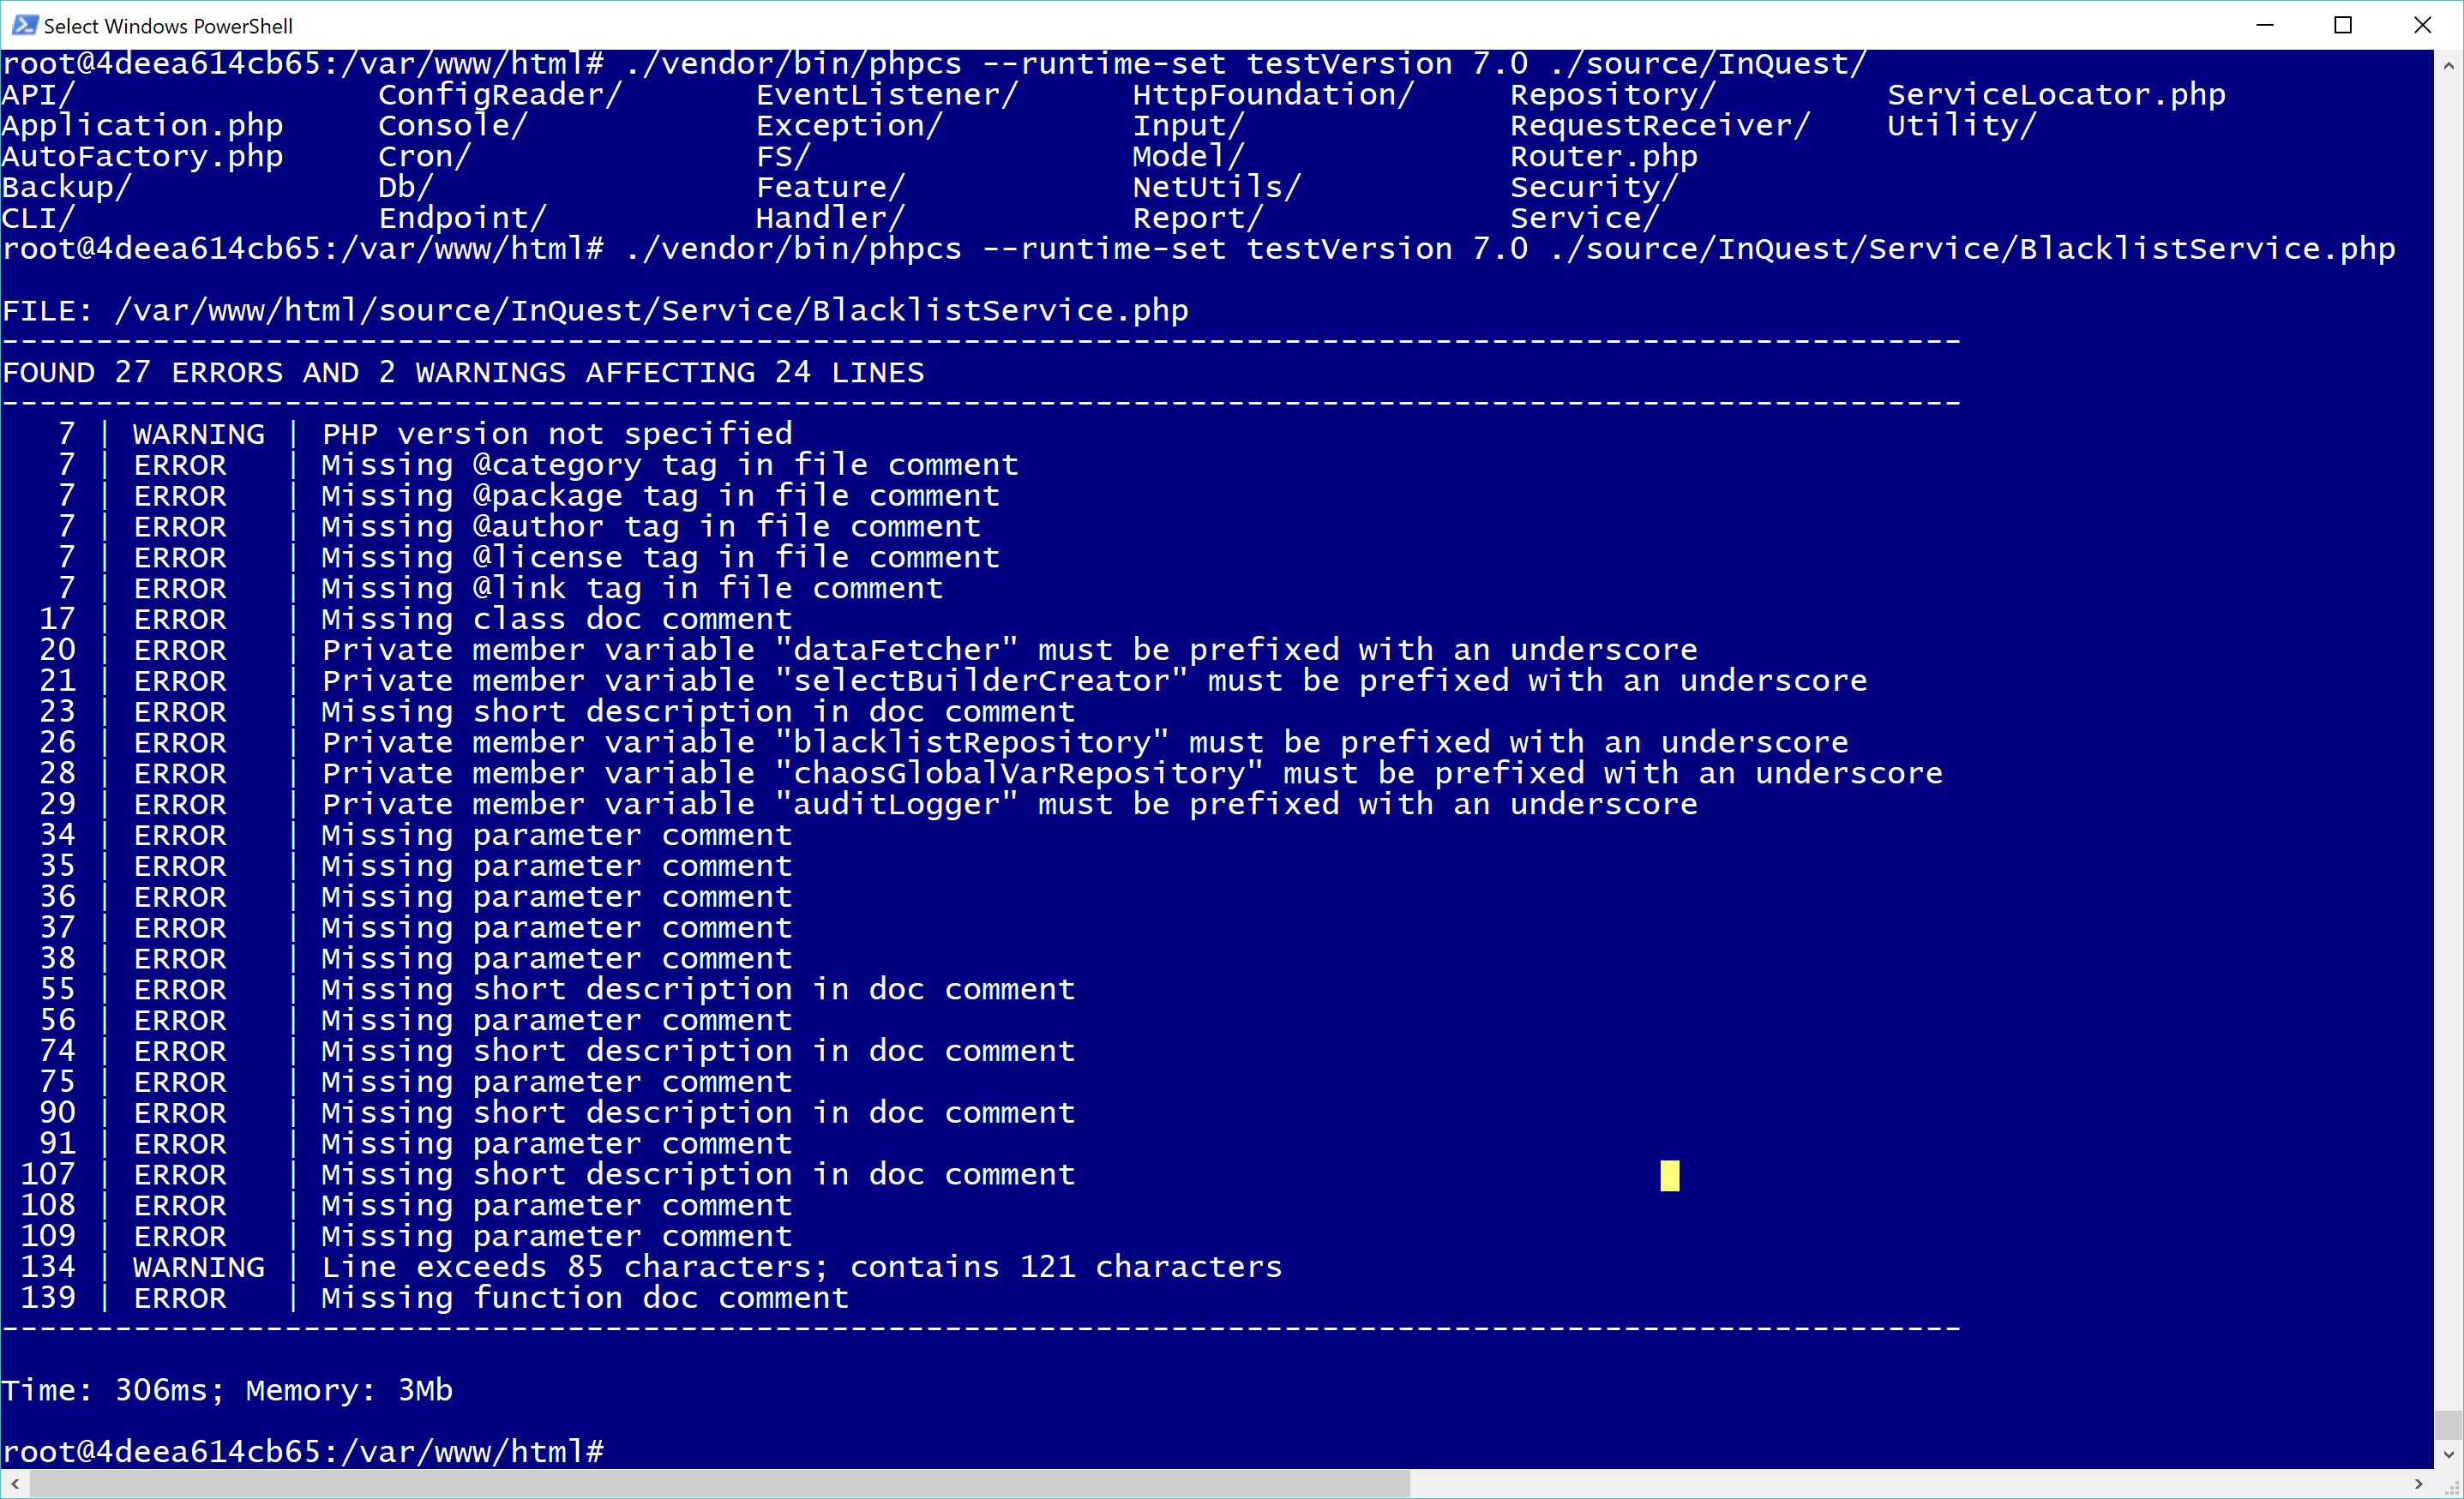 Select Windows PowerShell
root@4deea614cb65:/var/www/html# ./vendor/bin/phpcs --runtime-set testVersion 7.0 ./source/InQuest/
API/ ConfigReader/ EventListener/ HttpFoundation/ Repository/ ServiceLocator.php
Application.php Console/ Exception/ Input/ RequestReceiver/ Utility/
AutoFactory.php Cron/ FS/ Model/ Router.php
Backup/ Db/ Feature/ NetUtils/ Security/
CLI/ Endpoint/ Handler/ Report/ Service/
root@4deea614cb65:/var/www/html# ./vendor/bin/phpcs --runtime-set testVersion 7.0 ./source/InQuest/Service/BlacklistService.php
FILE: /var/www/html/source/InQuest/Service/BlacklistService.php
--------------------------------------------------------------------------------------------------------
FOUND 27 ERRORS AND 2 WARNINGS AFFECTING 24 LINES
--------------------------------------------------------------------------------------------------------
7 | WARNING | PHP version not specified
7 | ERROR | Missing @category tag in file comment
7 | ERROR | Missing @package tag in file comment
7 | ERROR | Missing @author tag in file comment
7 | ERROR | Missing @license tag in file comment
7 | ERROR | Missing @link tag in file comment
17 | ERROR | Missing class doc comment
20 | ERROR | Private member variable "dataFetcher" must be prefixed with an underscore
21 | ERROR | Private member variable "selectBuilderCreator" must be prefixed with an underscore
23 | ERROR | Missing short description in doc comment
26 | ERROR | Private member variable "blacklistRepository" must be prefixed with an underscore
28 | ERROR | Private member variable "chaosGlobalVarRepository" must be prefixed with an underscore
29 | ERROR | Private member variable "auditLogger" must be prefixed with an underscore
34 | ERROR | Missing parameter comment
35 | ERROR | Missing parameter comment
36 | ERROR | Missing parameter comment
37 | ERROR | Missing parameter comment
38 | ERROR | Missing parameter comment
55 | ERROR | Missing short description in doc comment
56 | ERROR | Missing parameter comment
74 | ERROR | Missing short description in doc comment
75 | ERROR | Missing parameter comment
90 | ERROR | Missing short description in doc comment
91 | ERROR | Missing parameter comment
107 | ERROR | Missing short description in doc comment
108 | ERROR | Missing parameter comment
109 | ERROR | Missing parameter comment
134 | WARNING | Line exceeds 85 characters; contains 121 characters
139 | ERROR | Missing function doc comment
--------------------------------------------------------------------------------------------------------
Time: 306ms; Memory: 3Mb
root@4deea614cb65:/var/www/html#